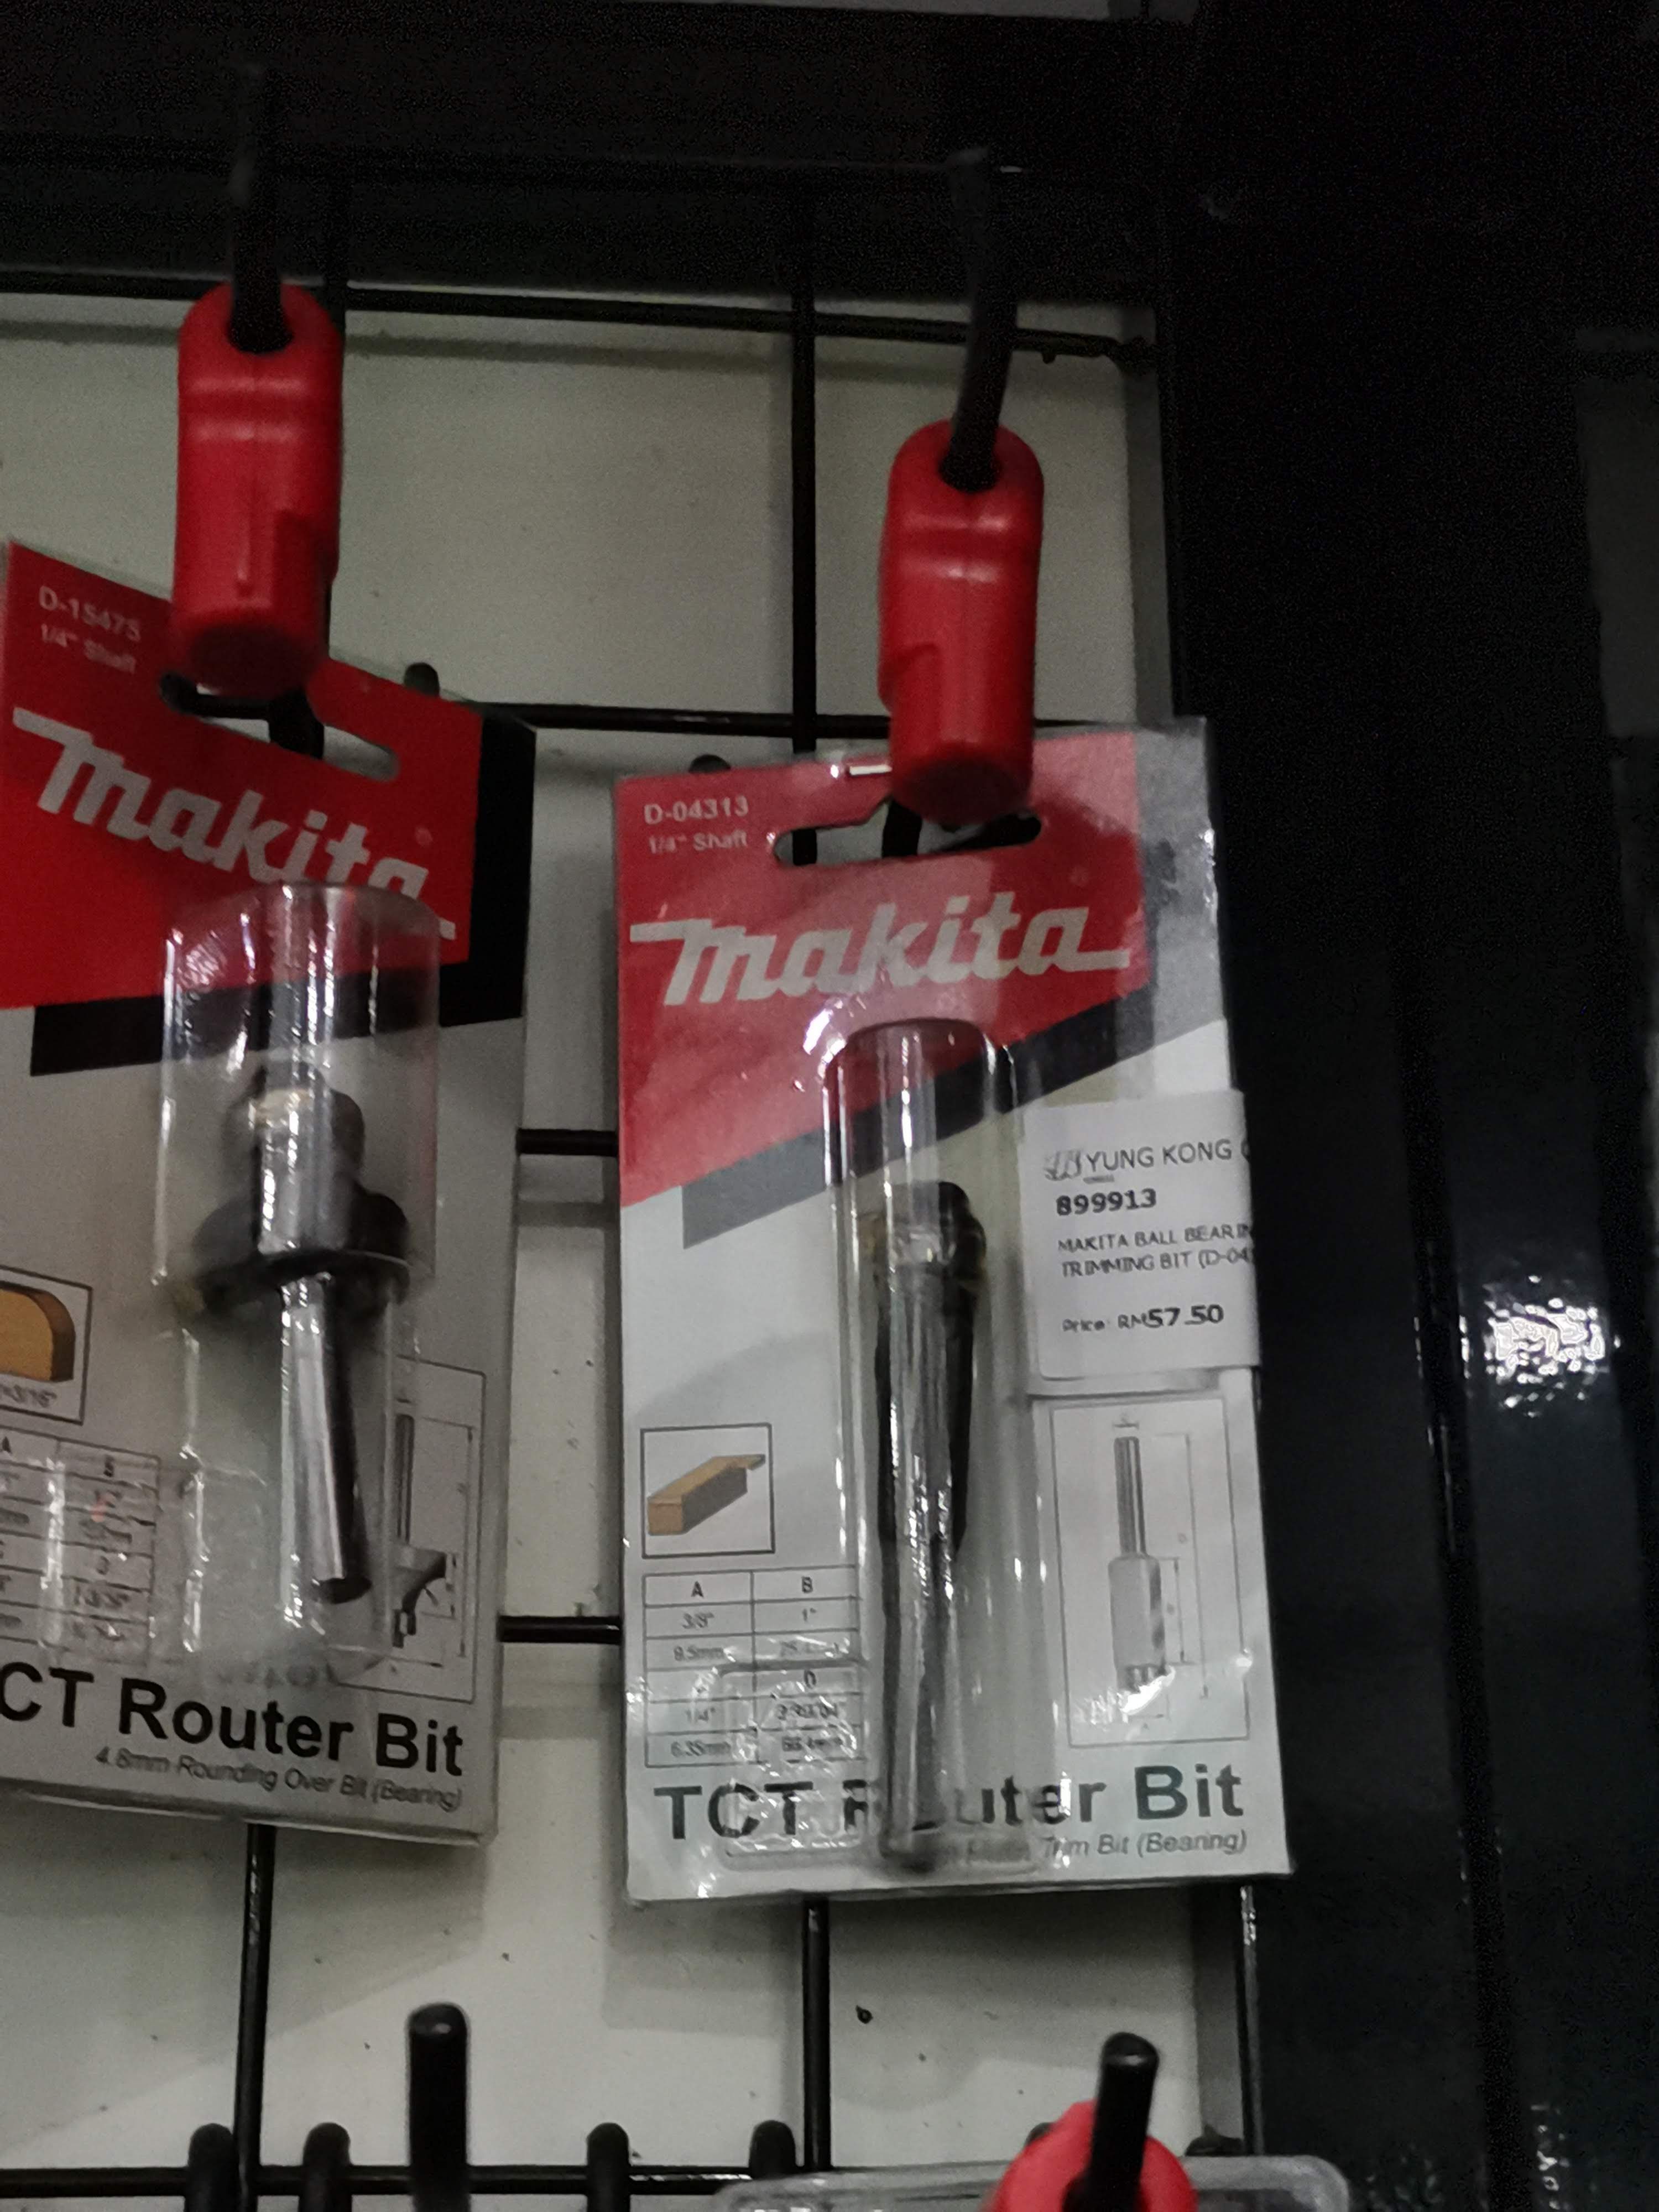 D-15475
1/4" Shaft
makita
A
B
CT Router Bit
4.8mm Rounding Over Bit (Bearing)
D-04313
1/4" Shaft
makita
YUNG KONG
899913
MAKITA BALL BEARIN
TRIMMING BIT (D-04
Price: RM57.50
A B
3/8" 1"
9.5mm
D
1/4"
6.35mm
TCT Router Bit
Trim Bit (Bearing)